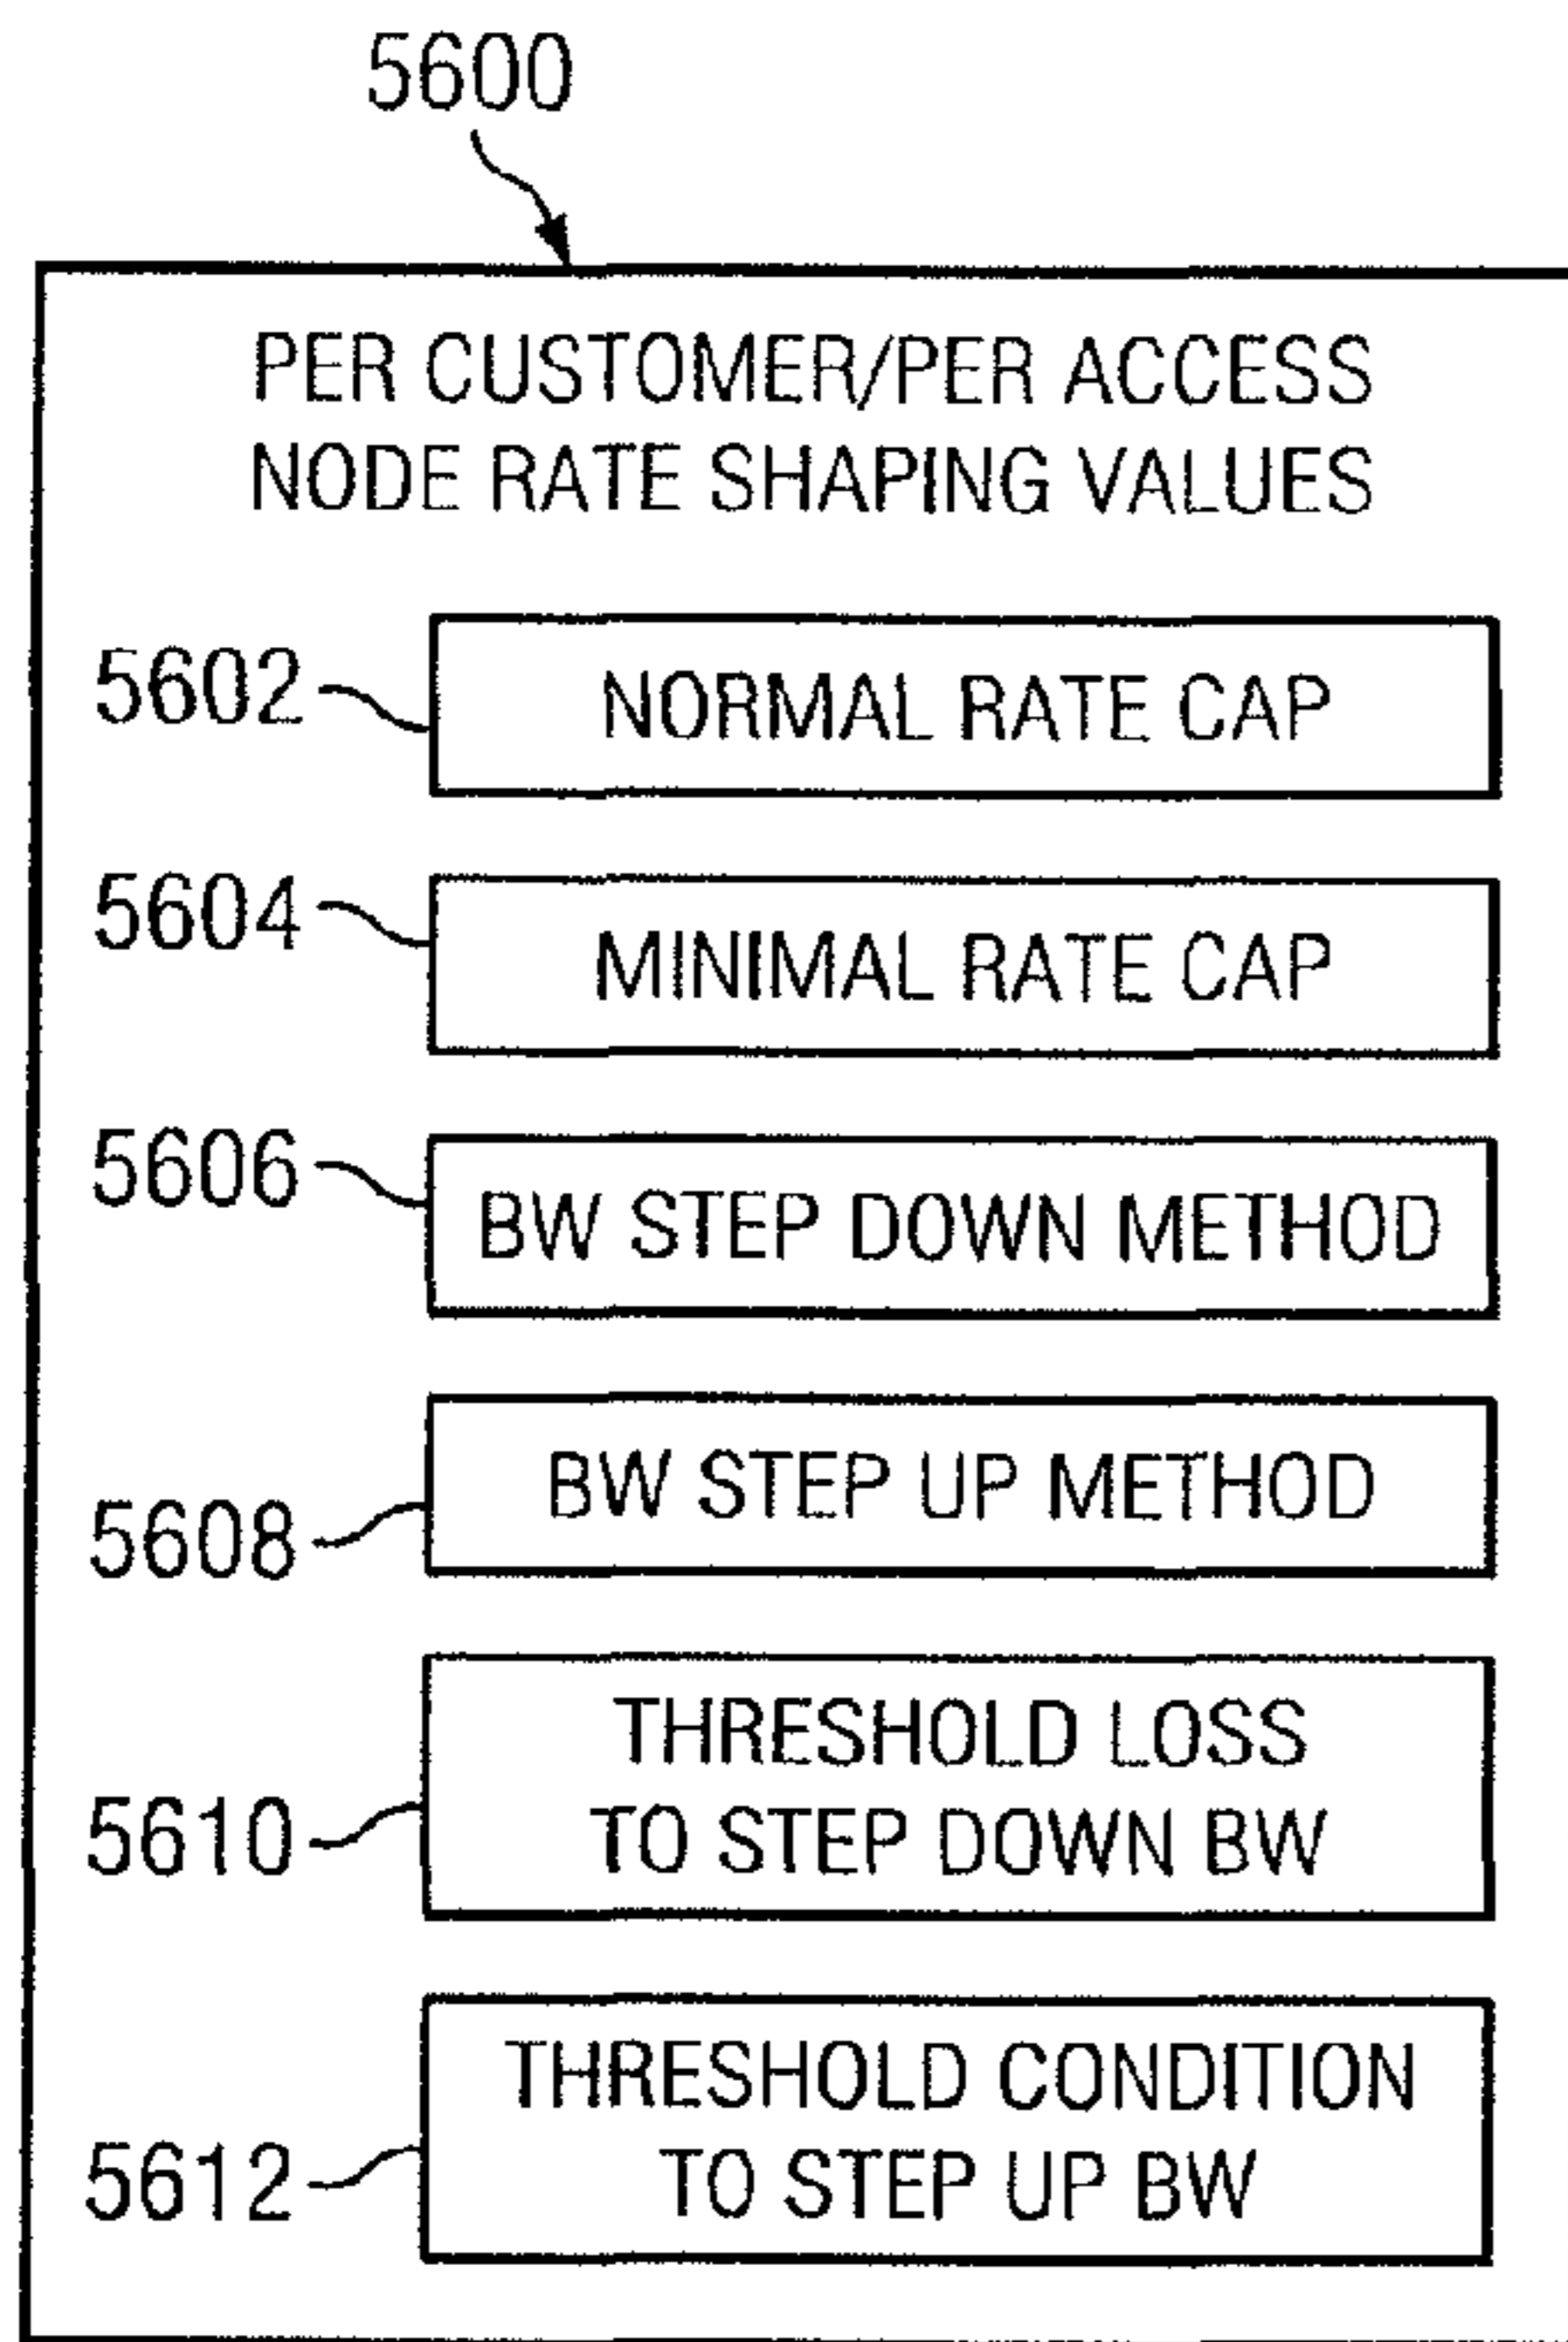 5600
PER CUSTOMER/PER ACCESS
NODE RATE SHAPING VALUES
5602
NORMAL RATE CAP
5604
MINIMAL RATE CAP
5606
BW STEP DOWN METHOD
BW STEP UP METHOD
5608
THRESHOLD LOSS
TO STEP DOWN BW
5610
THRESHOLD CONDITION
TO STEP UP BW
5612